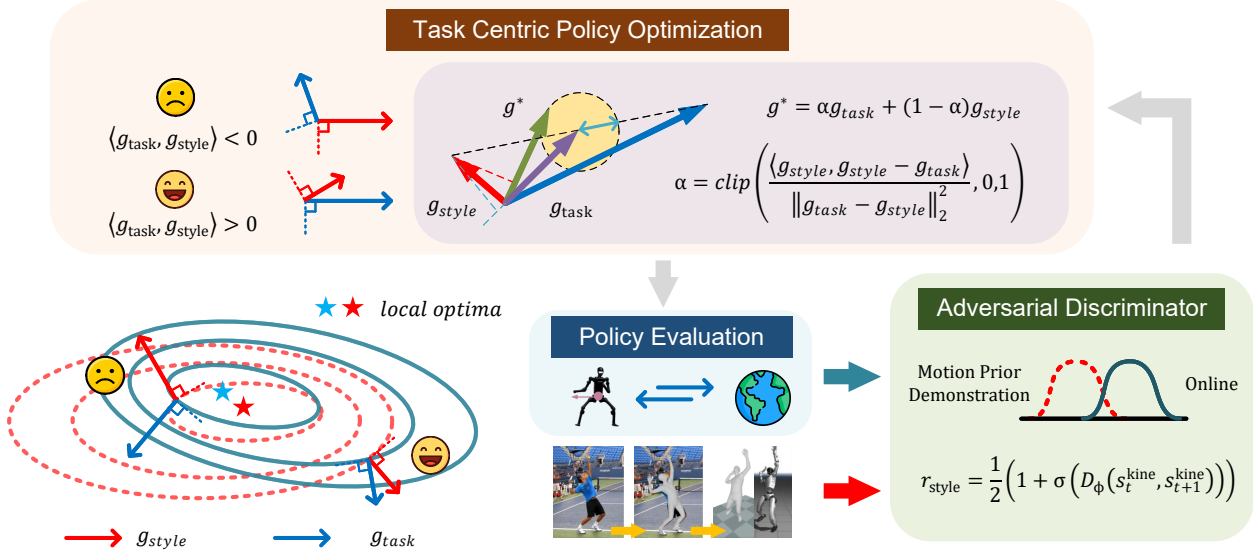 Task Centric Policy Optimization
⟨g_task, g_style⟩ < 0
⟨g_task, g_style⟩ > 0
g*
g_style
g_task
g* = αg_task + (1 − α)g_style
α = clip(⟨g_style, g_style − g_task⟩ / ‖g_task − g_style‖₂², 0,1)
local optima
g_style
g_task
Policy Evaluation
Adversarial Discriminator
Motion Prior
Demonstration
Online
r_style = 1/2(1 + σ(D_ϕ(s_t^kine, s_{t+1}^kine)))